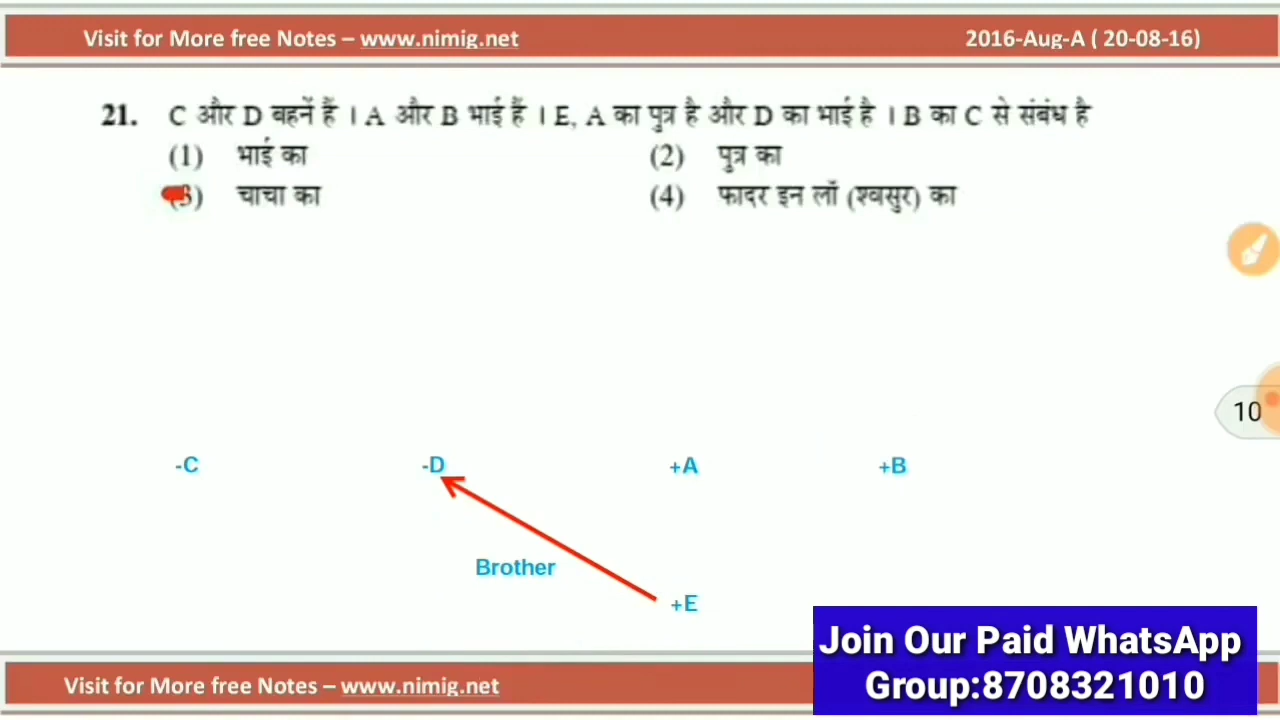 Visit for More free Notes – www.nimig.net 2016-Aug-A ( 20-08-16)
21. C और D बहनें हैं । A और B भाई हैं । E, A का पुत्र है और D का भाई है । B का C से संबंध है
(1) भाई का (2) पुत्र का
(3) चाचा का (4) फादर इन लॉ (श्वसुर) का
10
-C -D +A +B
Brother
+E
Join Our Paid WhatsApp
Group:8708321010
Visit for More free Notes – www.nimig.net